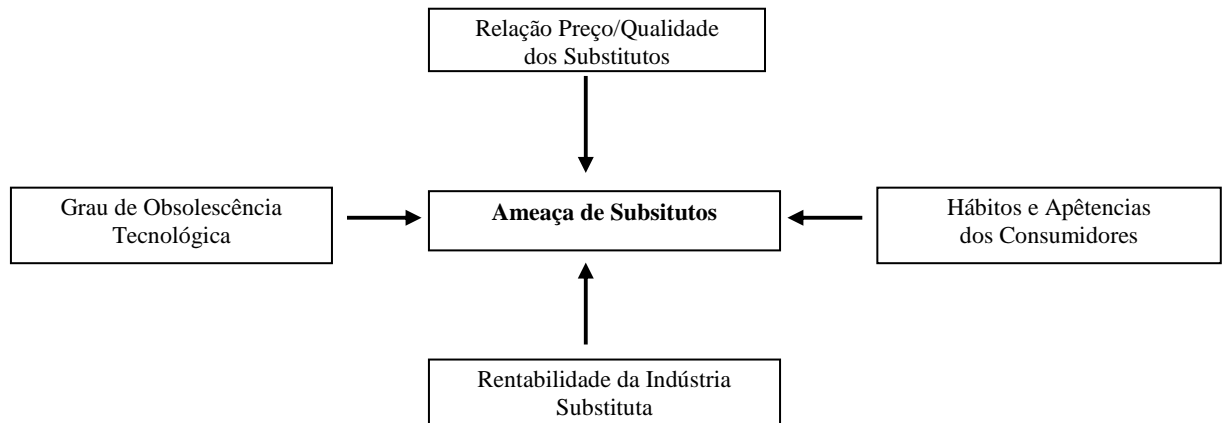 Relação Preço/Qualidade
dos Substitutos
Grau de Obsolescência
Tecnológica
Ameaça de Subsitutos
Hábitos e Apêtencias
dos Consumidores
Rentabilidade da Indústria
Substituta